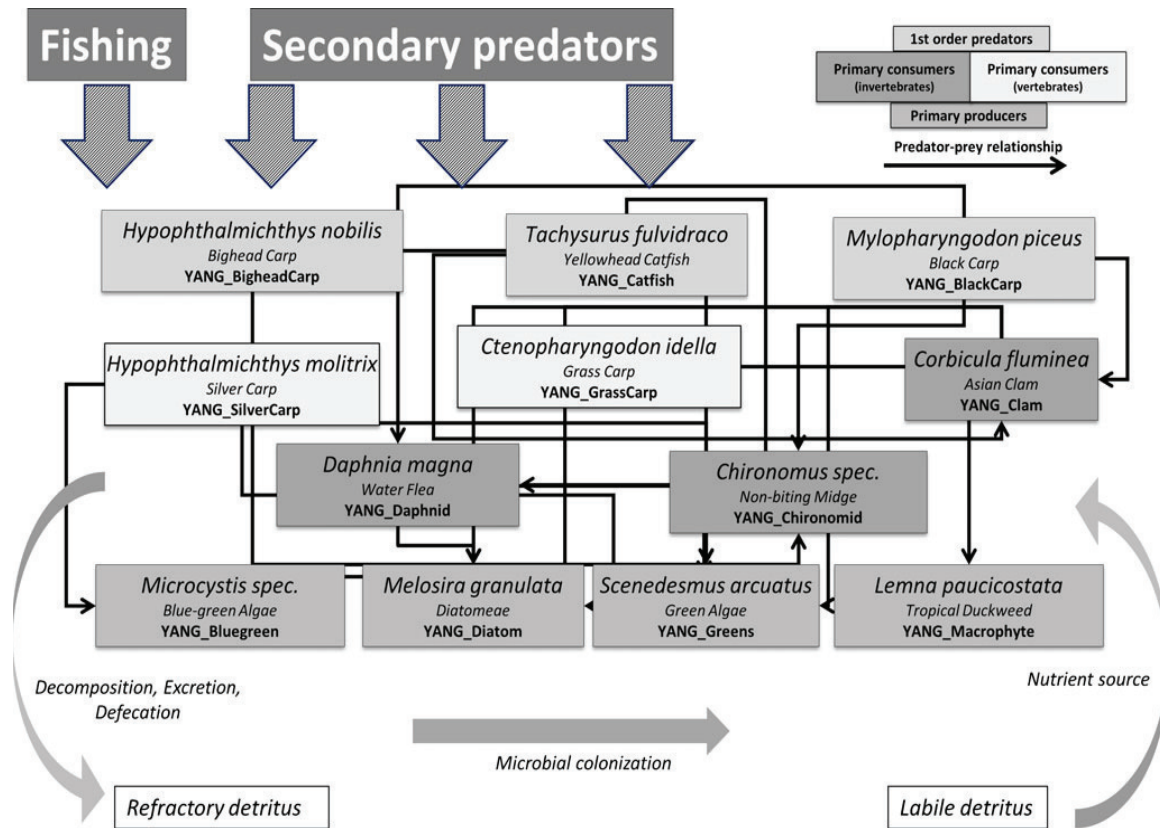 Fishing
Secondary predators
1st order predators
Primary consumers
(invertebrates)
Primary consumers
(vertebrates)
Primary producers
Predator-prey relationship
Hypophthalmichthys nobilis
Bighead Carp
YANG_BigheadCarp
Tachysurus fulvidraco
Yellowhead Catfish
YANG_Catfish
Mylopharyngodon piceus
Black Carp
YANG_BlackCarp
Hypophthalmichthys molitrix
Silver Carp
YANG_SilverCarp
Ctenopharyngodon idella
Grass Carp
YANG_GrassCarp
Corbicula fluminea
Asian Clam
YANG_Clam
Daphnia magna
Water Flea
YANG_Daphnid
Chironomus spec.
Non-biting Midge
YANG_Chironomid
Microcystis spec.
Blue-green Algae
YANG_Bluegreen
Melosira granulata
Diatomeae
YANG_Diatom
Scenedesmus arcuatus
Green Algae
YANG_Greens
Lemna paucicostata
Tropical Duckweed
YANG_Macrophyte
Decomposition, Excretion,
Defecation
Nutrient source
Microbial colonization
Refractory detritus
Labile detritus